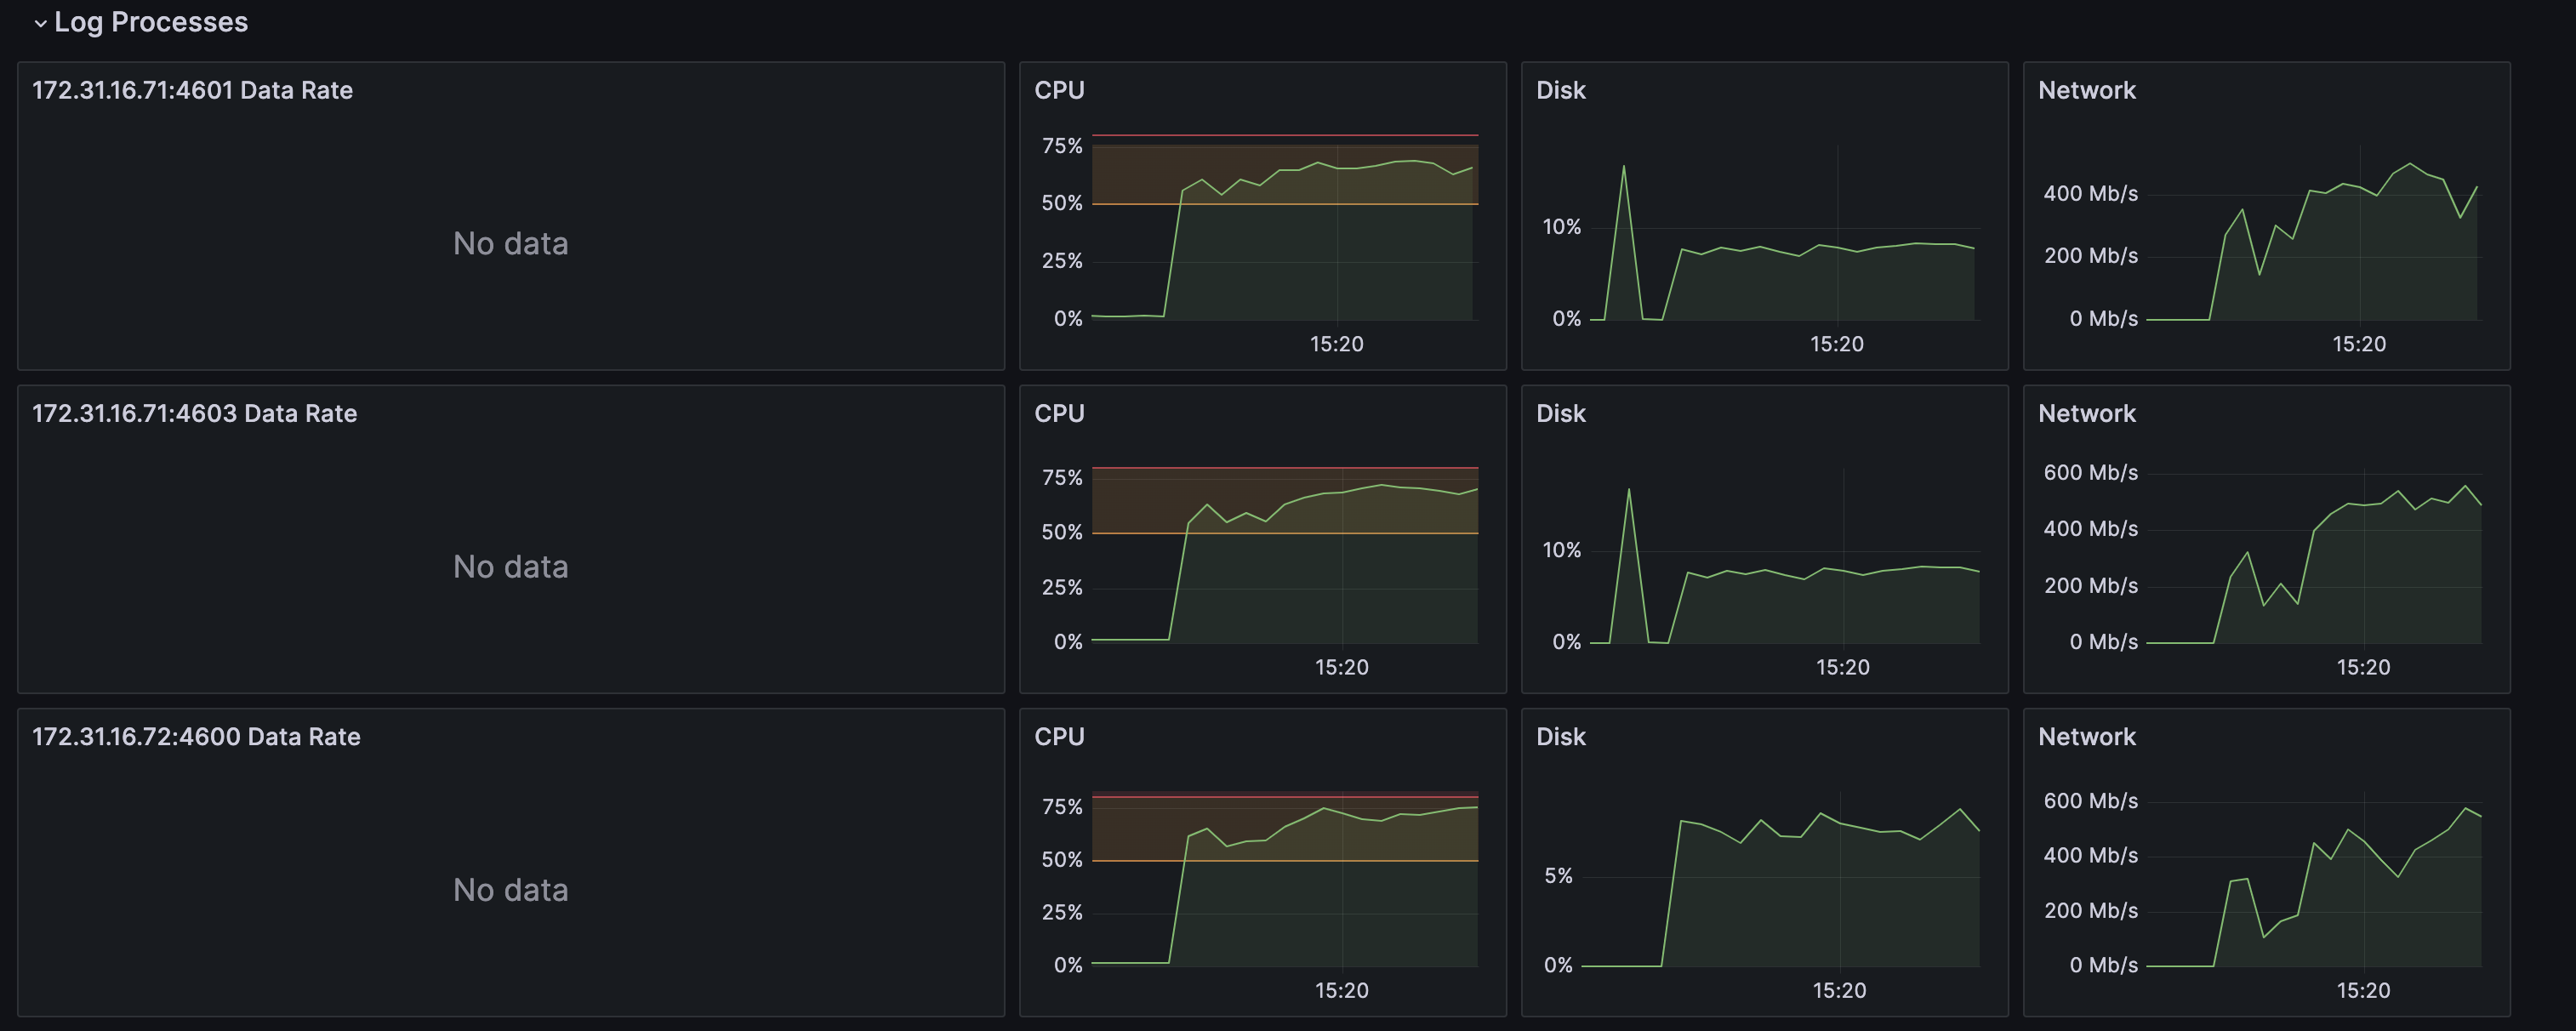 Log Processes
172.31.16.71:4601 Data Rate
No data
CPU
75%
50%
25%
0%
15:20
Disk
10%
0%
15:20
Network
400 Mb/s
200 Mb/s
0 Mb/s
15:20
172.31.16.71:4603 Data Rate
No data
CPU
75%
50%
25%
0%
15:20
Disk
10%
0%
15:20
Network
600 Mb/s
400 Mb/s
200 Mb/s
0 Mb/s
15:20
172.31.16.72:4600 Data Rate
No data
CPU
75%
50%
25%
0%
15:20
Disk
5%
0%
15:20
Network
600 Mb/s
400 Mb/s
200 Mb/s
0 Mb/s
15:20